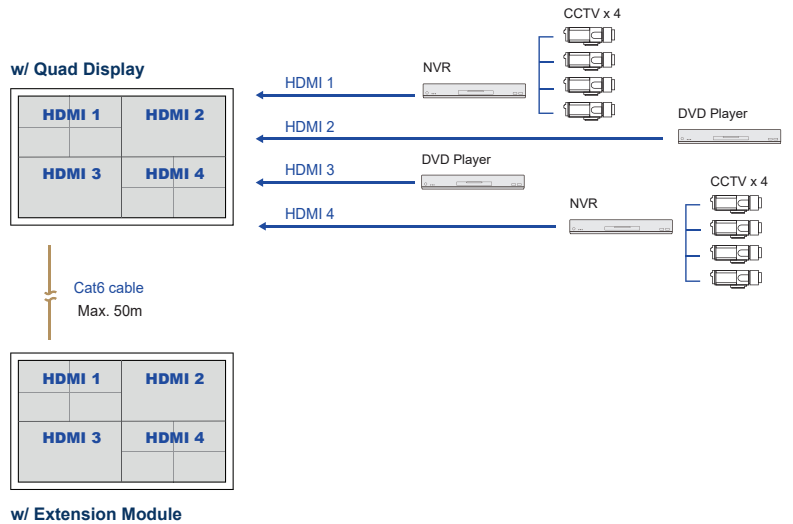 CCTV x 4
w/ Quad Display
NVR
HDMI 1
HDMI 1
HDMI 2
HDMI 2
DVD Player
HDMI 3
HDMI 4
HDMI 3
DVD Player
HDMI 4
NVR
CCTV x 4
Cat6 cable
Max. 50m
HDMI 1
HDMI 2
HDMI 3
HDMI 4
w/ Extension Module